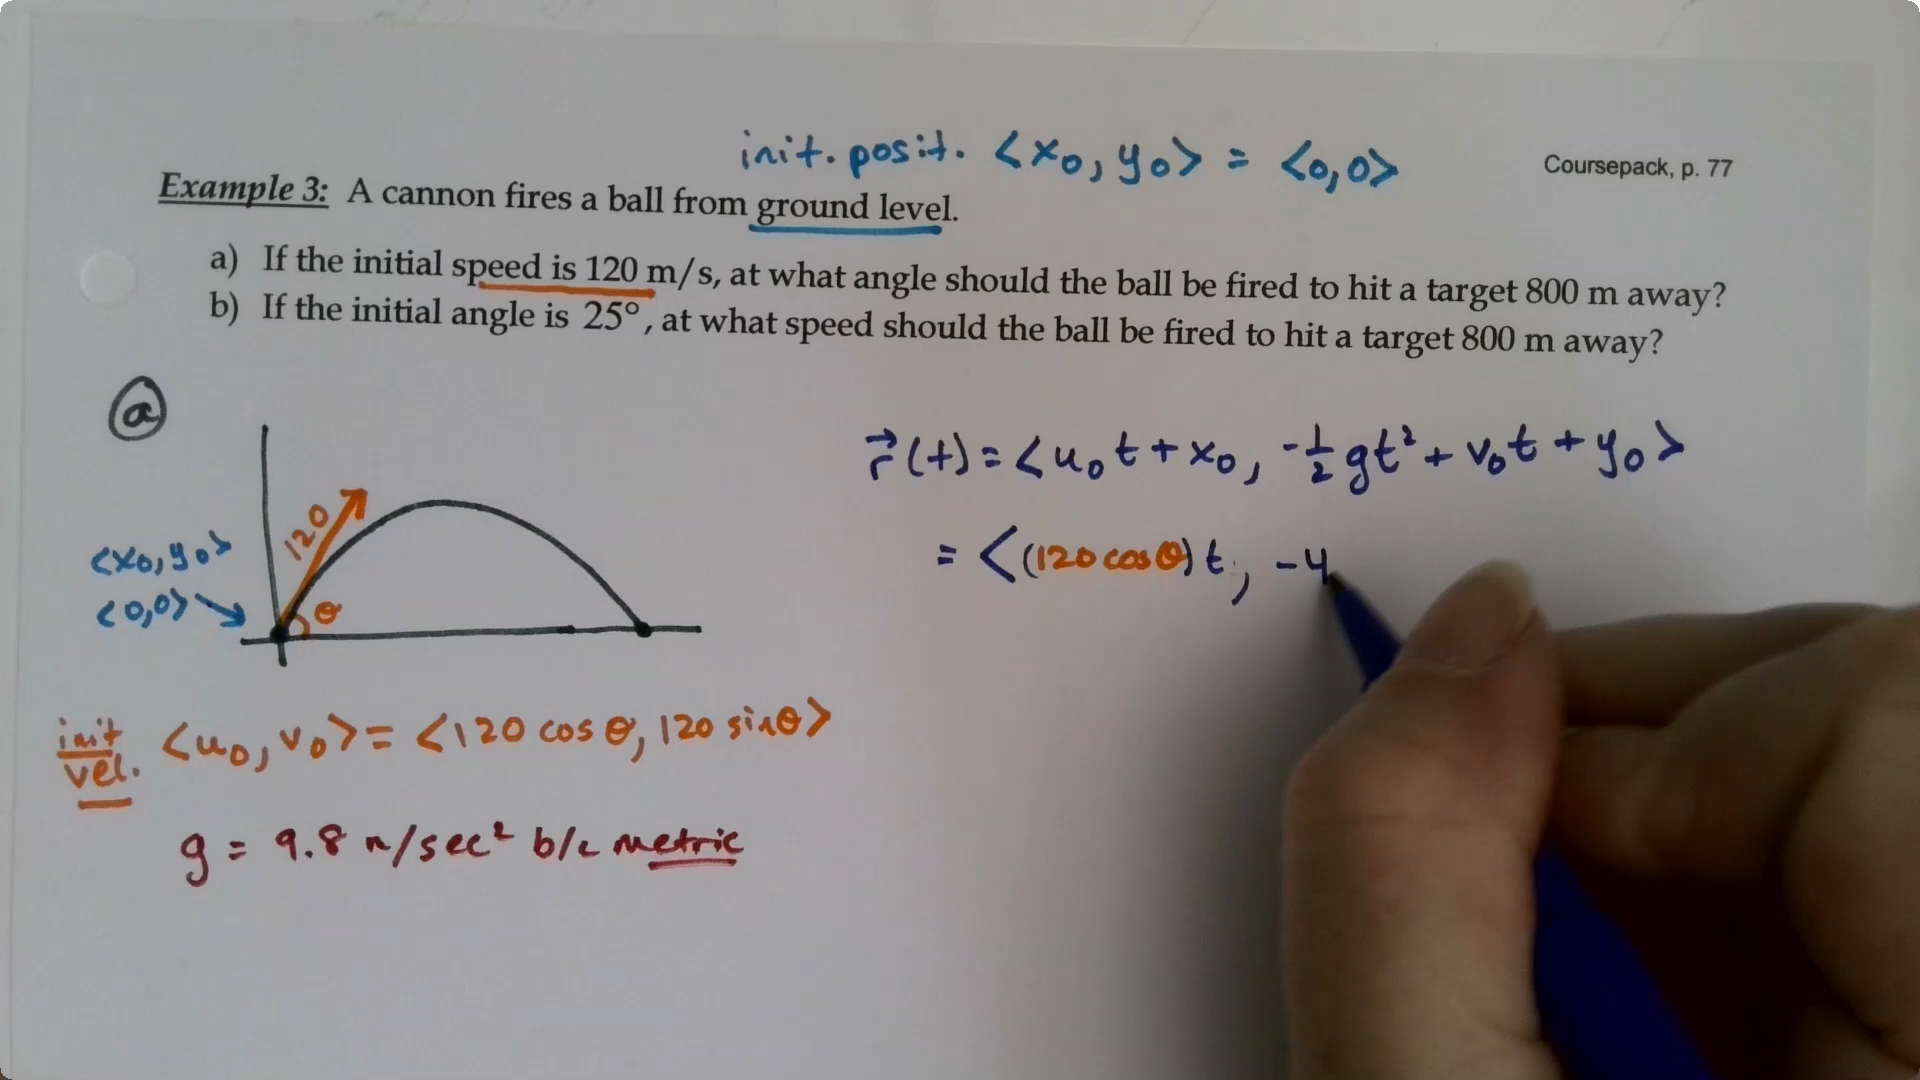 init. posit. <x₀, y₀> = <0,0>
Coursepack, p. 77
Example 3: A cannon fires a ball from ground level.
a) If the initial speed is 120 m/s, at what angle should the ball be fired to hit a target 800 m away?
b) If the initial angle is 25°, at what speed should the ball be fired to hit a target 800 m away?
a
r⃗(t) = <u₀t + x₀, -½gt² + v₀t + y₀>
= <(120 cos θ)t, -4
120
θ
<x₀, y₀>
<0,0>
init vel. <u₀, v₀> = <120 cos θ, 120 sin θ>
g = 9.8 m/sec² b/c metric